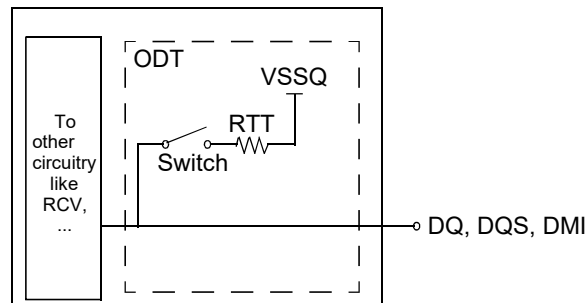 ODT
VSSQ
To
other
circuitry
like
RCV,
...
RTT
Switch
DQ, DQS, DMI